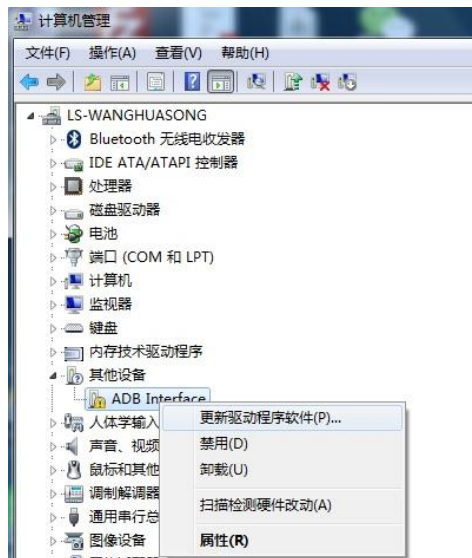 计算机管理
文件(F) 操作(A) 查看(V) 帮助(H)
LS-WANGHUASONG
Bluetooth 无线电收发器
IDE ATA/ATAPI 控制器
处理器
磁盘驱动器
电池
端口 (COM 和 LPT)
计算机
监视器
键盘
内存技术驱动程序
其他设备
ADB Interface
人体学输入
声音、视频
鼠标和其他
调制解调器
通用串行总
图像设备
更新驱动程序软件(P)...
禁用(D)
卸载(U)
扫描检测硬件改动(A)
属性(R)